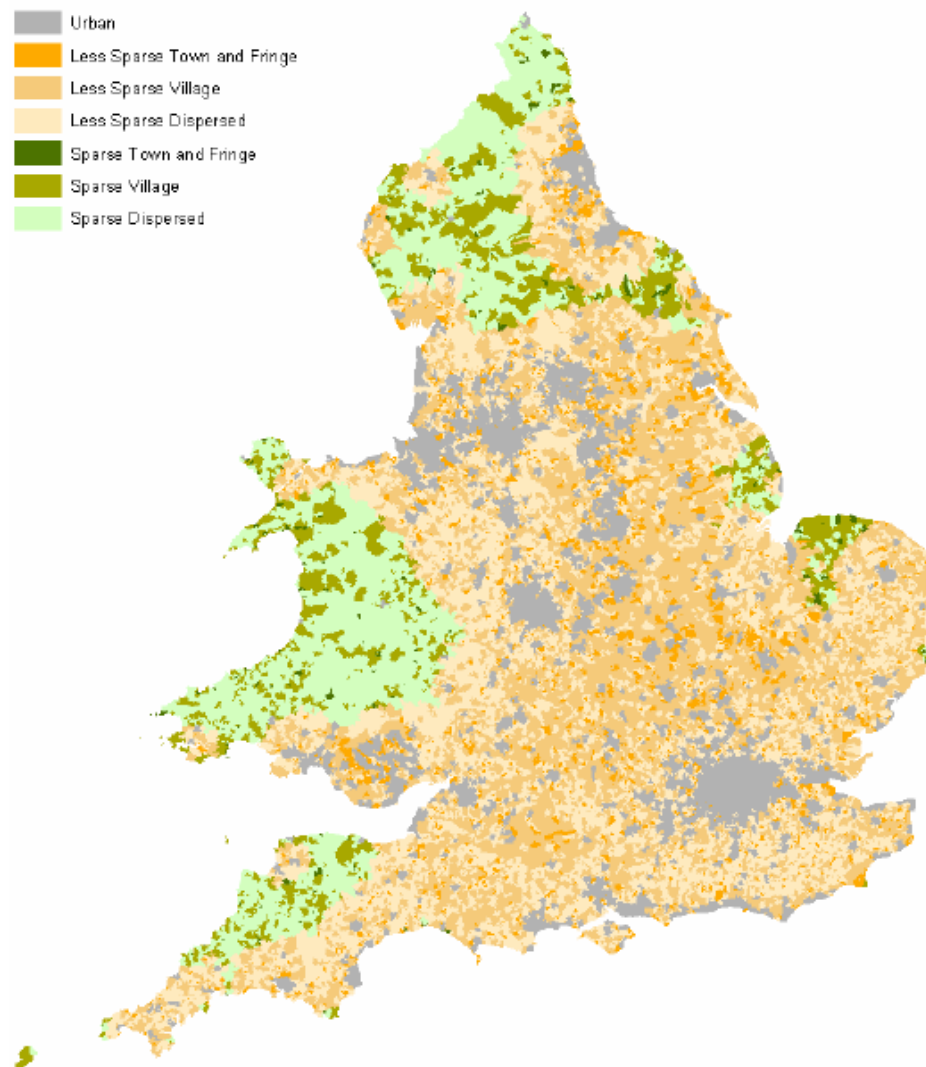 Urban
Less Sparse Town and Fringe
Less Sparse Village
Less Sparse Dispersed
Sparse Town and Fringe
Sparse Village
Sparse Dispersed